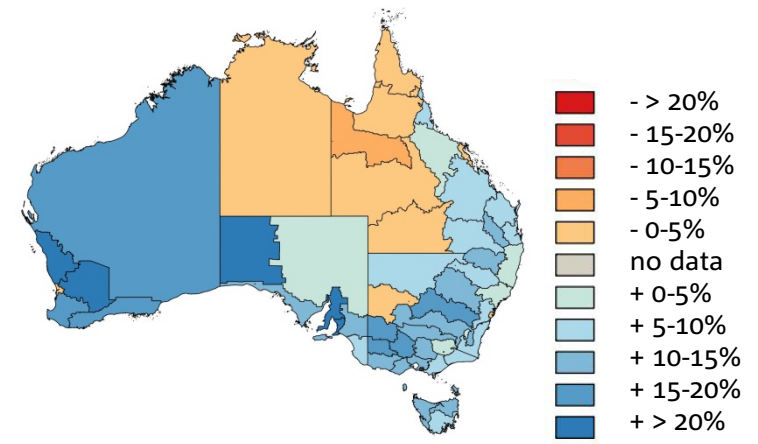 - > 20%
- 15-20%
- 10-15%
- 5-10%
- 0-5%
no data
+ 0-5%
+ 5-10%
+ 10-15%
+ 15-20%
+ > 20%